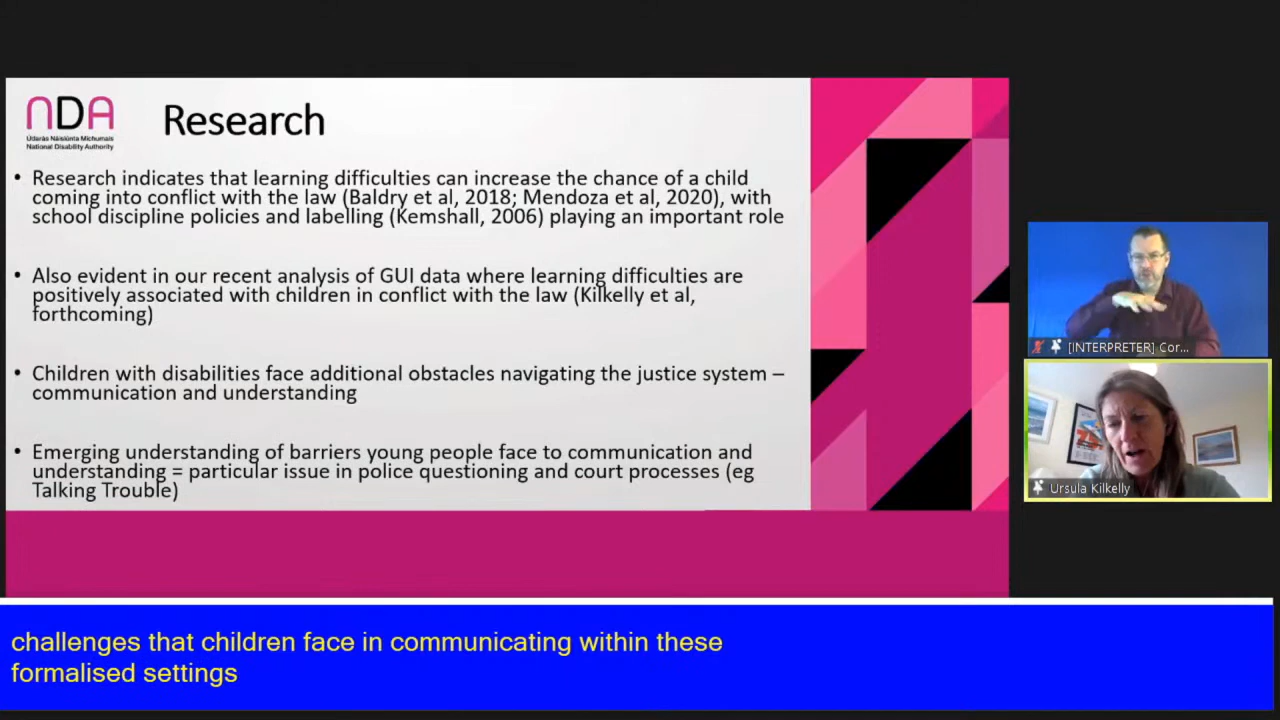 NDA
Údarás Náisiúnta Míchumais
National Disability Authority
Research
• Research indicates that learning difficulties can increase the chance of a child
coming into conflict with the law (Baldry et al, 2018; Mendoza et al, 2020), with
school discipline policies and labelling (Kemshall, 2006) playing an important role
• Also evident in our recent analysis of GUI data where learning difficulties are
positively associated with children in conflict with the law (Kilkelly et al,
forthcoming)
• Children with disabilities face additional obstacles navigating the justice system –
communication and understanding
• Emerging understanding of barriers young people face to communication and
understanding = particular issue in police questioning and court processes (eg
Talking Trouble)
[INTERPRETER] Cor...
Ursula Kilkelly
challenges that children face in communicating within these
formalised settings